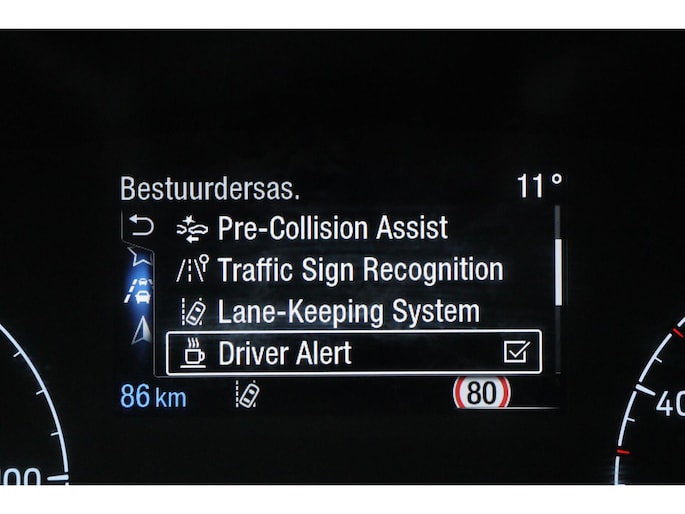 Bestuurdersas. 11°
Pre-Collision Assist
Traffic Sign Recognition
Lane-Keeping System
Driver Alert
86 km 80
40